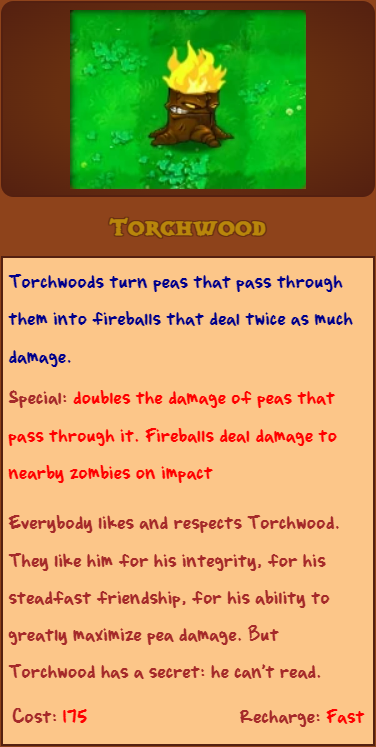 Torchwood
Torchwoods turn peas that pass through
them into fireballs that deal twice as much
damage.
Special: doubles the damage of peas that
pass through it. Fireballs deal damage to
nearby zombies on impact
Everybody likes and respects Torchwood.
They like him for his integrity, for his
steadfast friendship, for his ability to
greatly maximize pea damage. But
Torchwood has a secret: he can't read.
Cost: 175 Recharge: Fast